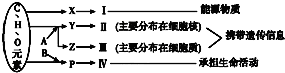 C、H、O元素
X Ⅰ 能源物质
A Y Ⅱ (主要分布在细胞核)
携带遗传信息
B Z Ⅲ (主要分布在细胞质)
P Ⅳ 承担生命活动